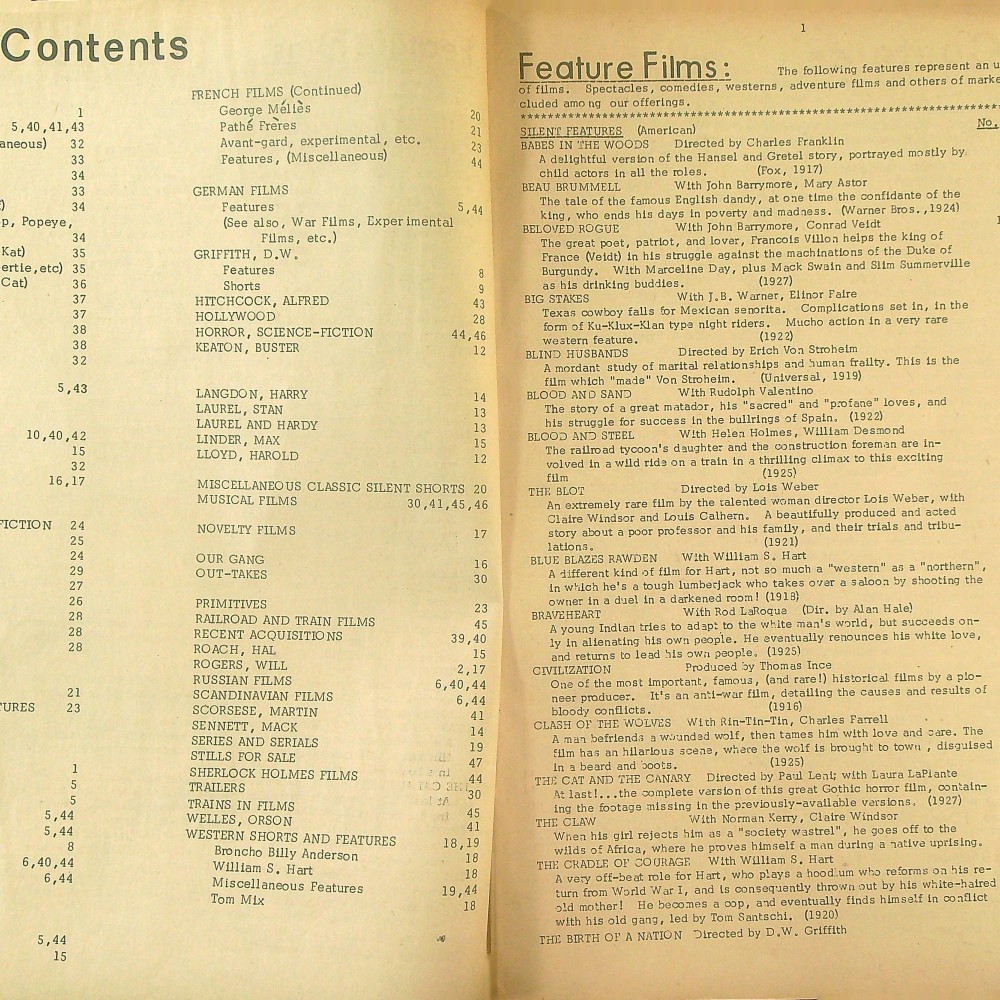 Contents
1
5,40,41,43
aneous) 32
33
34
33
34
p, Popeye,
34
Kat) 35
ertie,etc) 35
Cat) 36
37
37
38
38
32
5,43
10,40,42
15
32
16,17
FICTION 24
25
24
29
27
26
28
28
28
21
TURES 23
1
5
5
5,44
5,44
8
6,40,44
6,44
5,44
15
FRENCH FILMS (Continued)
George Méliès 20
Pathé Frères 21
Avant-gard, experimental, etc. 23
Features, (Miscellaneous) 44
GERMAN FILMS
Features 5,44
(See also, War Films, Experimental
Films, etc.)
GRIFFITH, D.W.
Features 8
Shorts 9
HITCHCOCK, ALFRED 43
HOLLYWOOD 28
HORROR, SCIENCE-FICTION 44,46
KEATON, BUSTER 12
LANGDON, HARRY 14
LAUREL, STAN 13
LAUREL AND HARDY 13
LINDER, MAX 15
LLOYD, HAROLD 12
MISCELLANEOUS CLASSIC SILENT SHORTS 20
MUSICAL FILMS 30,41,45,46
NOVELTY FILMS 17
OUR GANG 16
OUT-TAKES 30
PRIMITIVES 23
RAILROAD AND TRAIN FILMS 45
RECENT ACQUISITIONS 39,40
ROACH, HAL 15
ROGERS, WILL 2,17
RUSSIAN FILMS 6,40,44
SCANDINAVIAN FILMS 6,44
SCORSESE, MARTIN 41
SENNETT, MACK 14
SERIES AND SERIALS 19
STILLS FOR SALE 47
SHERLOCK HOLMES FILMS 44
TRAILERS 30
TRAINS IN FILMS 45
WELLES, ORSON 41
WESTERN SHORTS AND FEATURES 18,19
Broncho Billy Anderson 18
William S. Hart 18
Miscellaneous Features 19,44
Tom Mix 18
1
Feature Films: The following features represent an u
of films. Spectacles, comedies, westerns, adventure films and others of marke
cluded among our offerings.
No.
SILENT FEATURES (American)
BABES IN THE WOODS Directed by Charles Franklin
A delightful version of the Hansel and Gretel story, portrayed mostly by
child actors in all the roles. (Fox, 1917)
BEAU BRUMMELL With John Barrymore, Mary Astor
The tale of the famous English dandy, at one time the confidante of the
king, who ends his days in poverty and madness. (Warner Bros.,1924)
BELOVED ROGUE With John Barrymore, Conrad Veidt
The great poet, patriot, and lover, Francois Villon helps the king of
France (Veidt) in his struggle against the machinations of the Duke of
Burgundy. With Marceline Day, plus Mack Swain and Slim Summerville
as his drinking buddies. (1927)
BIG STAKES With J.B. Warner, Elinor Faire
Texas cowboy falls for Mexican senorita. Complications set in, in the
form of Ku-Klux-Klan type night riders. Mucho action in a very rare
western feature. (1922)
BLIND HUSBANDS Directed by Erich Von Stroheim
A mordant study of marital relationships and human frailty. This is the
film which "made" Von Stroheim. (Universal, 1919)
BLOOD AND SAND With Rudolph Valentino
The story of a great matador, his "sacred" and "profane" loves, and
his struggle for success in the bullrings of Spain. (1922)
BLOOD AND STEEL With Helen Holmes, William Desmond
The railroad tycoon's daughter and the construction foreman are in-
volved in a wild ride on a train in a thrilling climax to this exciting
film (1925)
THE BLOT Directed by Lois Weber
An extremely rare film by the talented woman director Lois Weber, with
Claire Windsor and Louis Calhern. A beautifully produced and acted
story about a poor professor and his family, and their trials and tribu-
lations. (1921)
BLUE BLAZES RAWDEN With William S. Hart
A different kind of film for Hart, not so much a "western" as a "northern",
in which he's a tough lumberjack who takes over a saloon by shooting the
owner in a duel in a darkened room! (1918)
BRAVEHEART With Rod LaRoque (Dir. by Alan Hale)
A young Indian tries to adapt to the white man's world, but succeeds on-
ly in alienating his own people. He eventually renounces his white love,
and returns to lead his own people. (1925)
CIVILIZATION Produced by Thomas Ince
One of the most important, famous, (and rare!) historical films by a pio-
neer producer. It's an anti-war film, detailing the causes and results of
bloody conflicts. (1916)
CLASH OF THE WOLVES With Rin-Tin-Tin, Charles Farrell
A man befriends a wounded wolf, then tames him with love and care. The
film has an hilarious scene, where the wolf is brought to town , disguised
in a beard and boots. (1925)
THE CAT AND THE CANARY Directed by Paul Leni; with Laura LaPlante
At last!...the complete version of this great Gothic horror film, contain-
ing the footage missing in the previously-available versions. (1927)
THE CLAW With Norman Kerry, Claire Windsor
When his girl rejects him as a "society wastrel", he goes off to the
wilds of Africa, where he proves himself a man during a native uprising.
THE CRADLE OF COURAGE With William S. Hart
A very off-beat role for Hart, who plays a hoodlum who reforms on his re-
turn from World War I, and is consequently thrown out by his white-haired
old mother! He becomes a cop, and eventually finds himself in conflict
with his old gang, led by Tom Santschi. (1920)
THE BIRTH OF A NATION Directed by D.W. Griffith